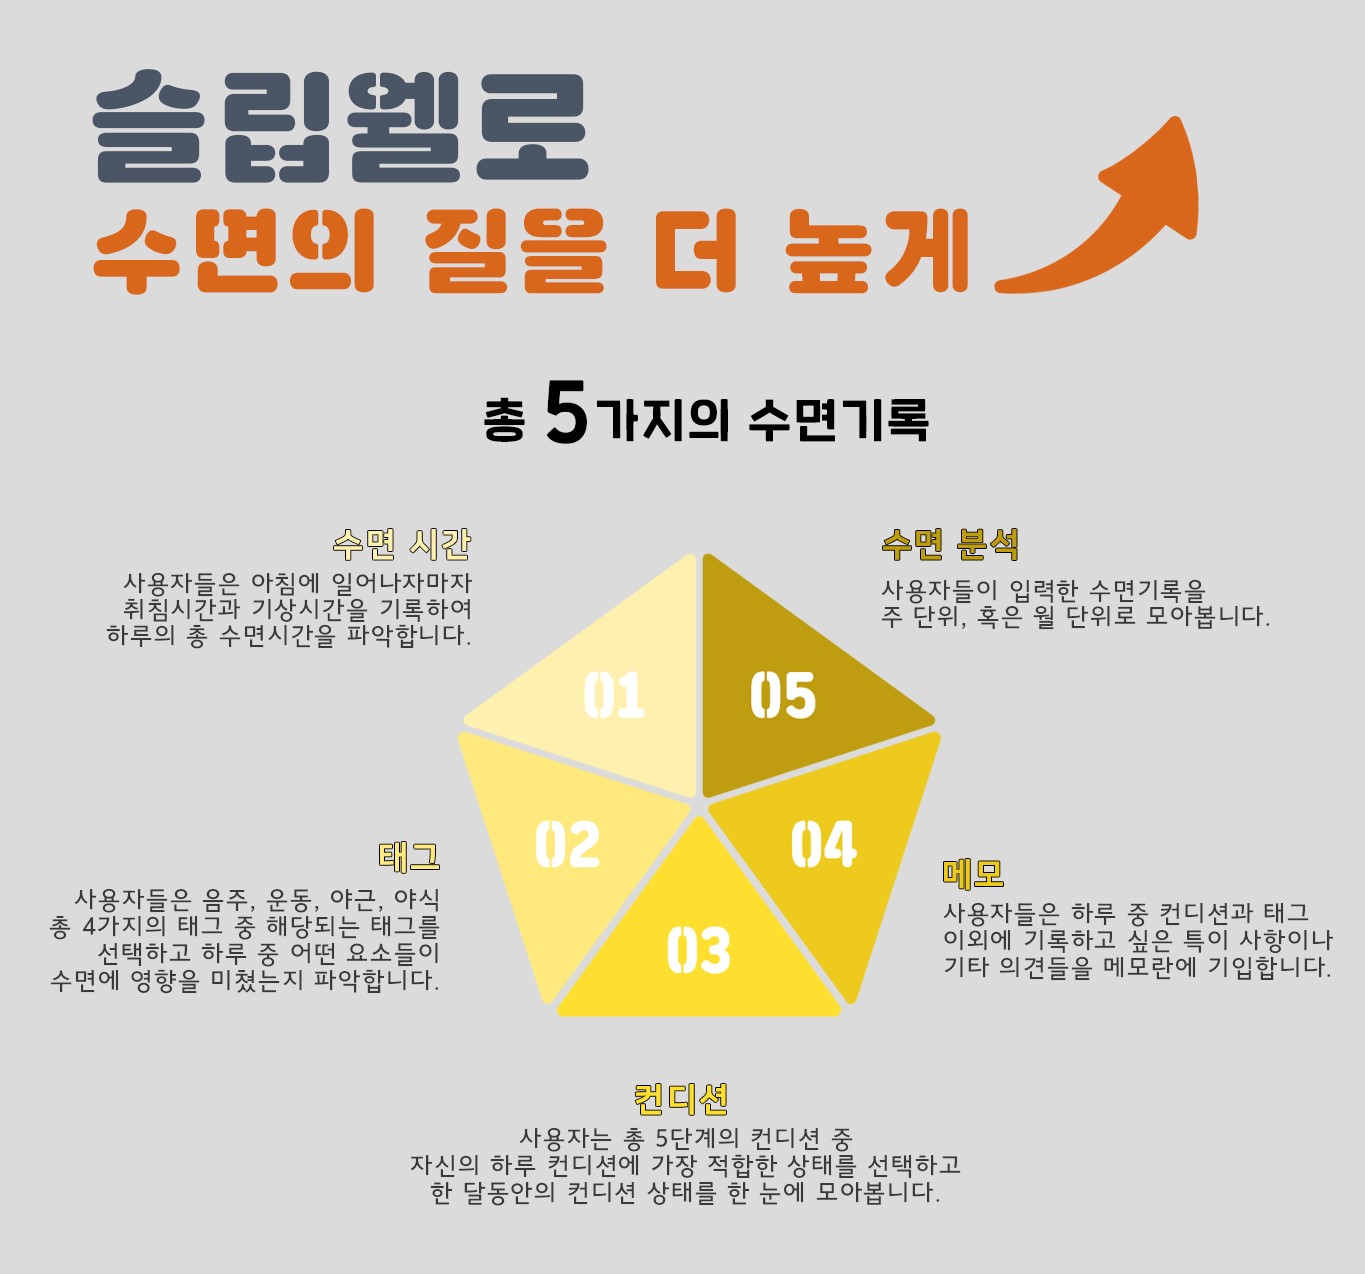 슬립웰로
수면의 질을 더 높게
총 5가지의 수면기록
수면 시간
사용자들은 아침에 일어나자마자
취침시간과 기상시간을 기록하여
하루의 총 수면시간을 파악합니다.
01
태그
사용자들은 음주, 운동, 야근, 야식
총 4가지의 태그 중 해당되는 태그를
선택하고 하루 중 어떤 요소들이
수면에 영향을 미쳤는지 파악합니다.
02
컨디션
사용자는 총 5단계의 컨디션 중
자신의 하루 컨디션에 가장 적합한 상태를 선택하고
한 달동안의 컨디션 상태를 한 눈에 모아봅니다.
03
메모
사용자들은 하루 중 컨디션과 태그
이외에 기록하고 싶은 특이 사항이나
기타 의견들을 메모란에 기입합니다.
04
수면 분석
사용자들이 입력한 수면기록을
주 단위, 혹은 월 단위로 모아봅니다.
05